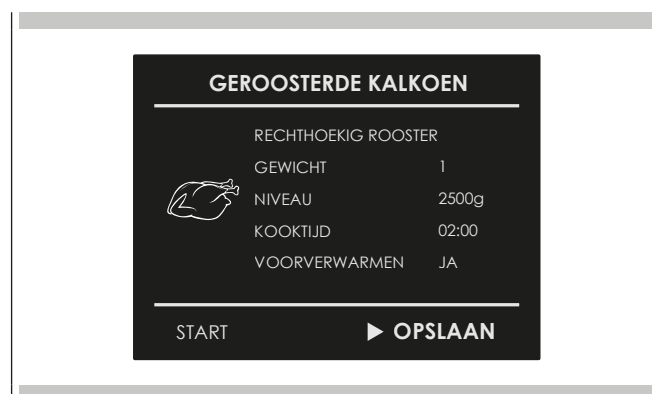 GEROOSTERDE KALKOEN
RECHTHOEKIG ROOSTER
GEWICHT 1
NIVEAU 2500g
KOOKTIJD 02:00
VOORVERWARMEN JA
START ▶ OPSLAAN